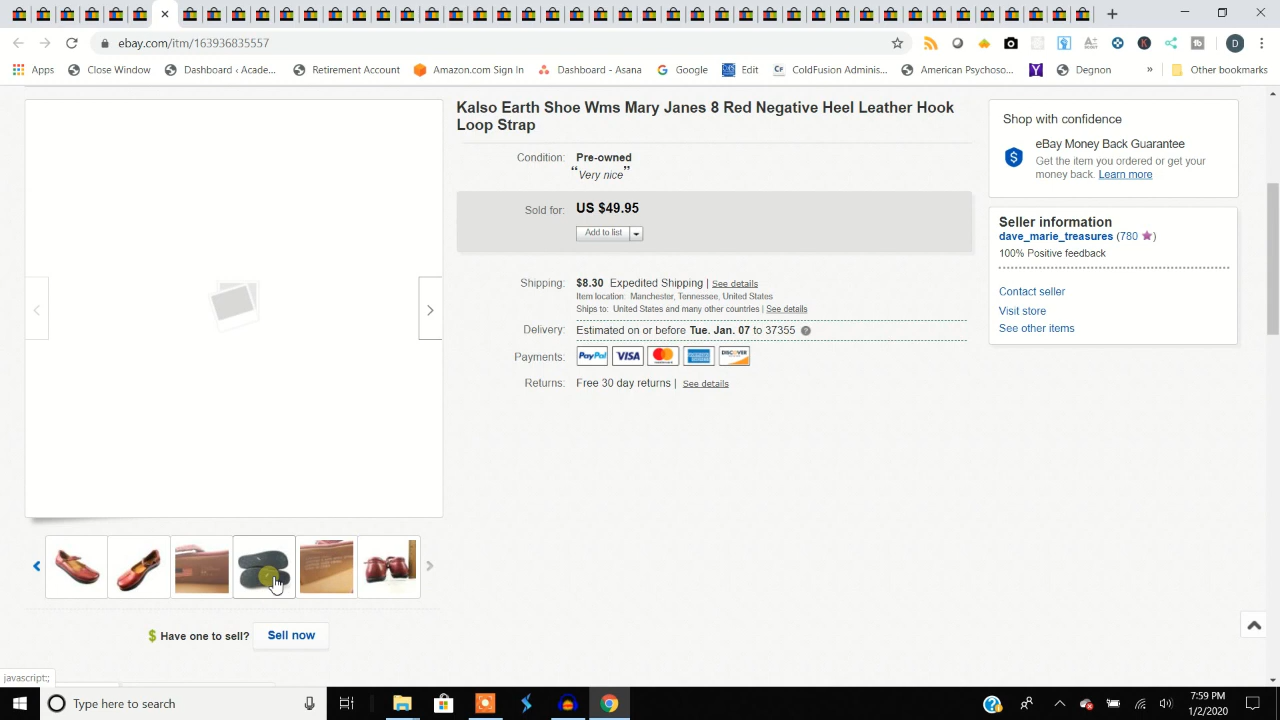 ebay.com/itm/163936835557
D
Apps
Close Window
Dashboard ‹ Acade...
Retirement Account
Amazon.com Sign In
Dashboard - Asana
Google
Edit
CF
ColdFusion Adminis...
American Psychoso...
Degnon
»
Other bookmarks
Kalso Earth Shoe Wms Mary Janes 8 Red Negative Heel Leather Hook
Loop Strap
Condition: Pre-owned
“Very nice”
Sold for: US $49.95
Add to list
Shipping: $8.30 Expedited Shipping | See details
Item location: Manchester, Tennessee, United States
Ships to: United States and many other countries | See details
Delivery: Estimated on or before Tue. Jan. 07 to 37355
Payments: PayPal VISA DISCOVER
Returns: Free 30 day returns | See details
Shop with confidence
eBay Money Back Guarantee
Get the item you ordered or get your
money back. Learn more
Seller information
dave_marie_treasures (780 )
100% Positive feedback
Contact seller
Visit store
See other items
$ Have one to sell? Sell now
javascript:;
Type here to search
7:59 PM
1/2/2020